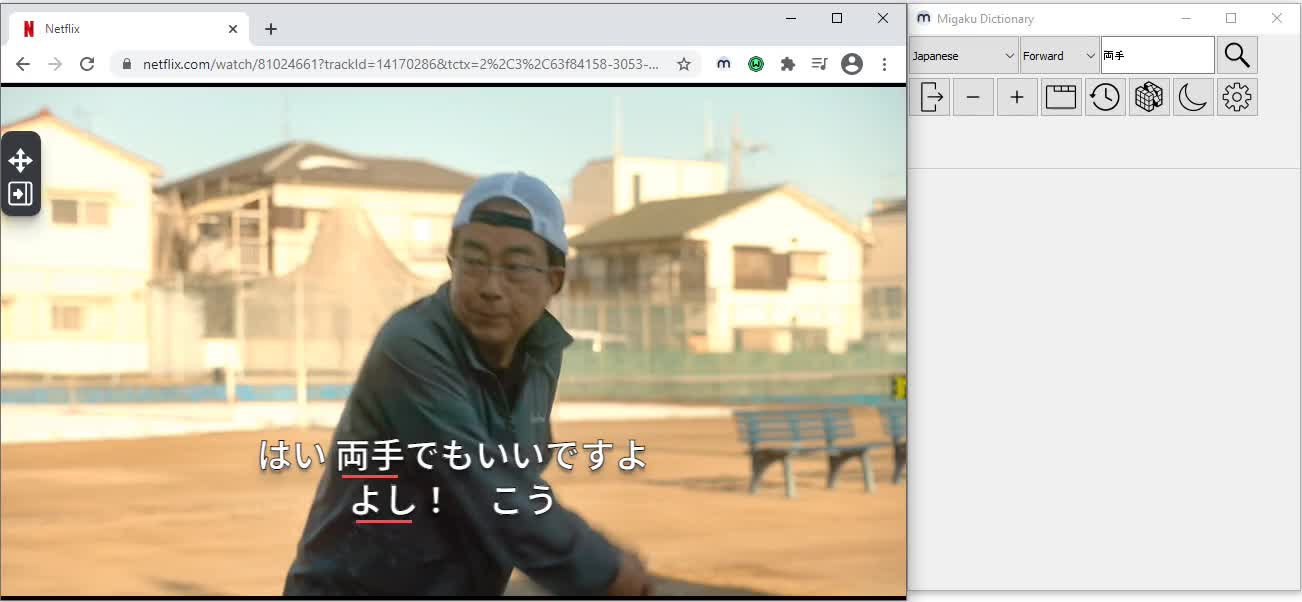 Netflix
netflix.com/watch/81024661?trackId=14170286&tctx=2%2C3%2C63f84158-3053-...
はい 両手でもいいですよ
よし！ こう
Migaku Dictionary
Japanese
Forward
両手